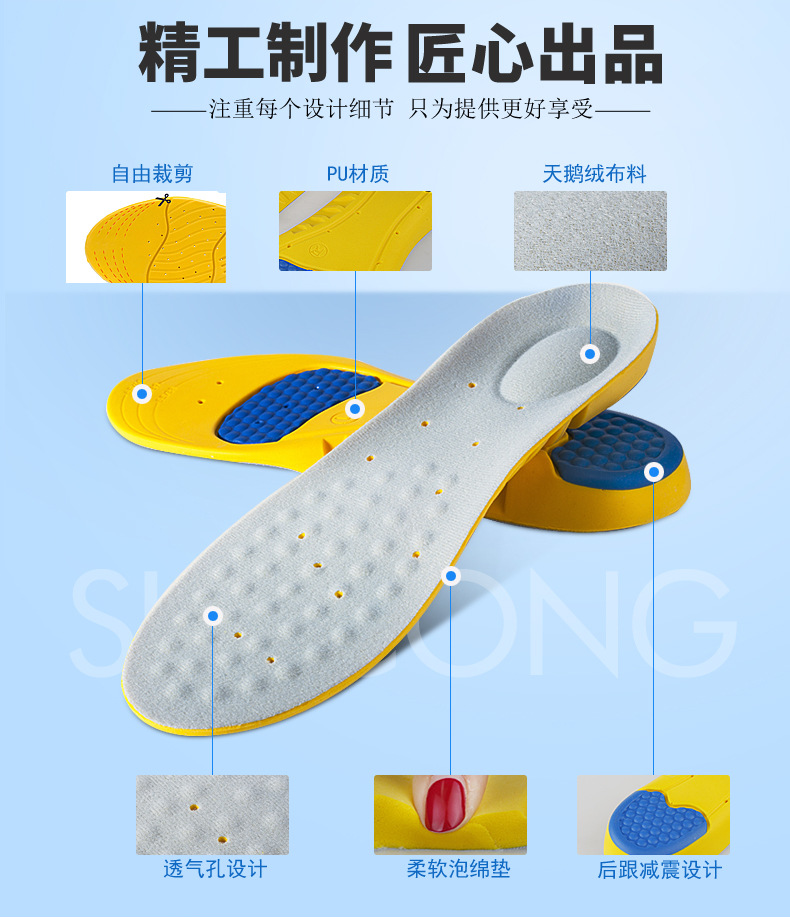 精工制作 匠心出品
注重每个设计细节 只为提供更好享受
自由裁剪
PU材质
天鹅绒布料
透气孔设计
柔软泡绵垫
后跟减震设计